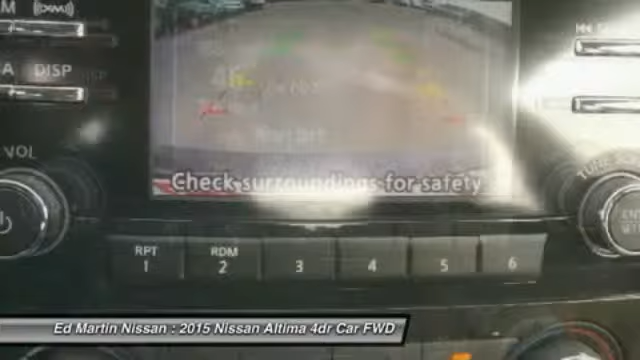 M
A DISP
VOL
Check surroundings for safety
TUNE
RPT RDM
1 2 3 4 5 6
Ed Martin Nissan : 2015 Nissan Altima 4dr Car FWD